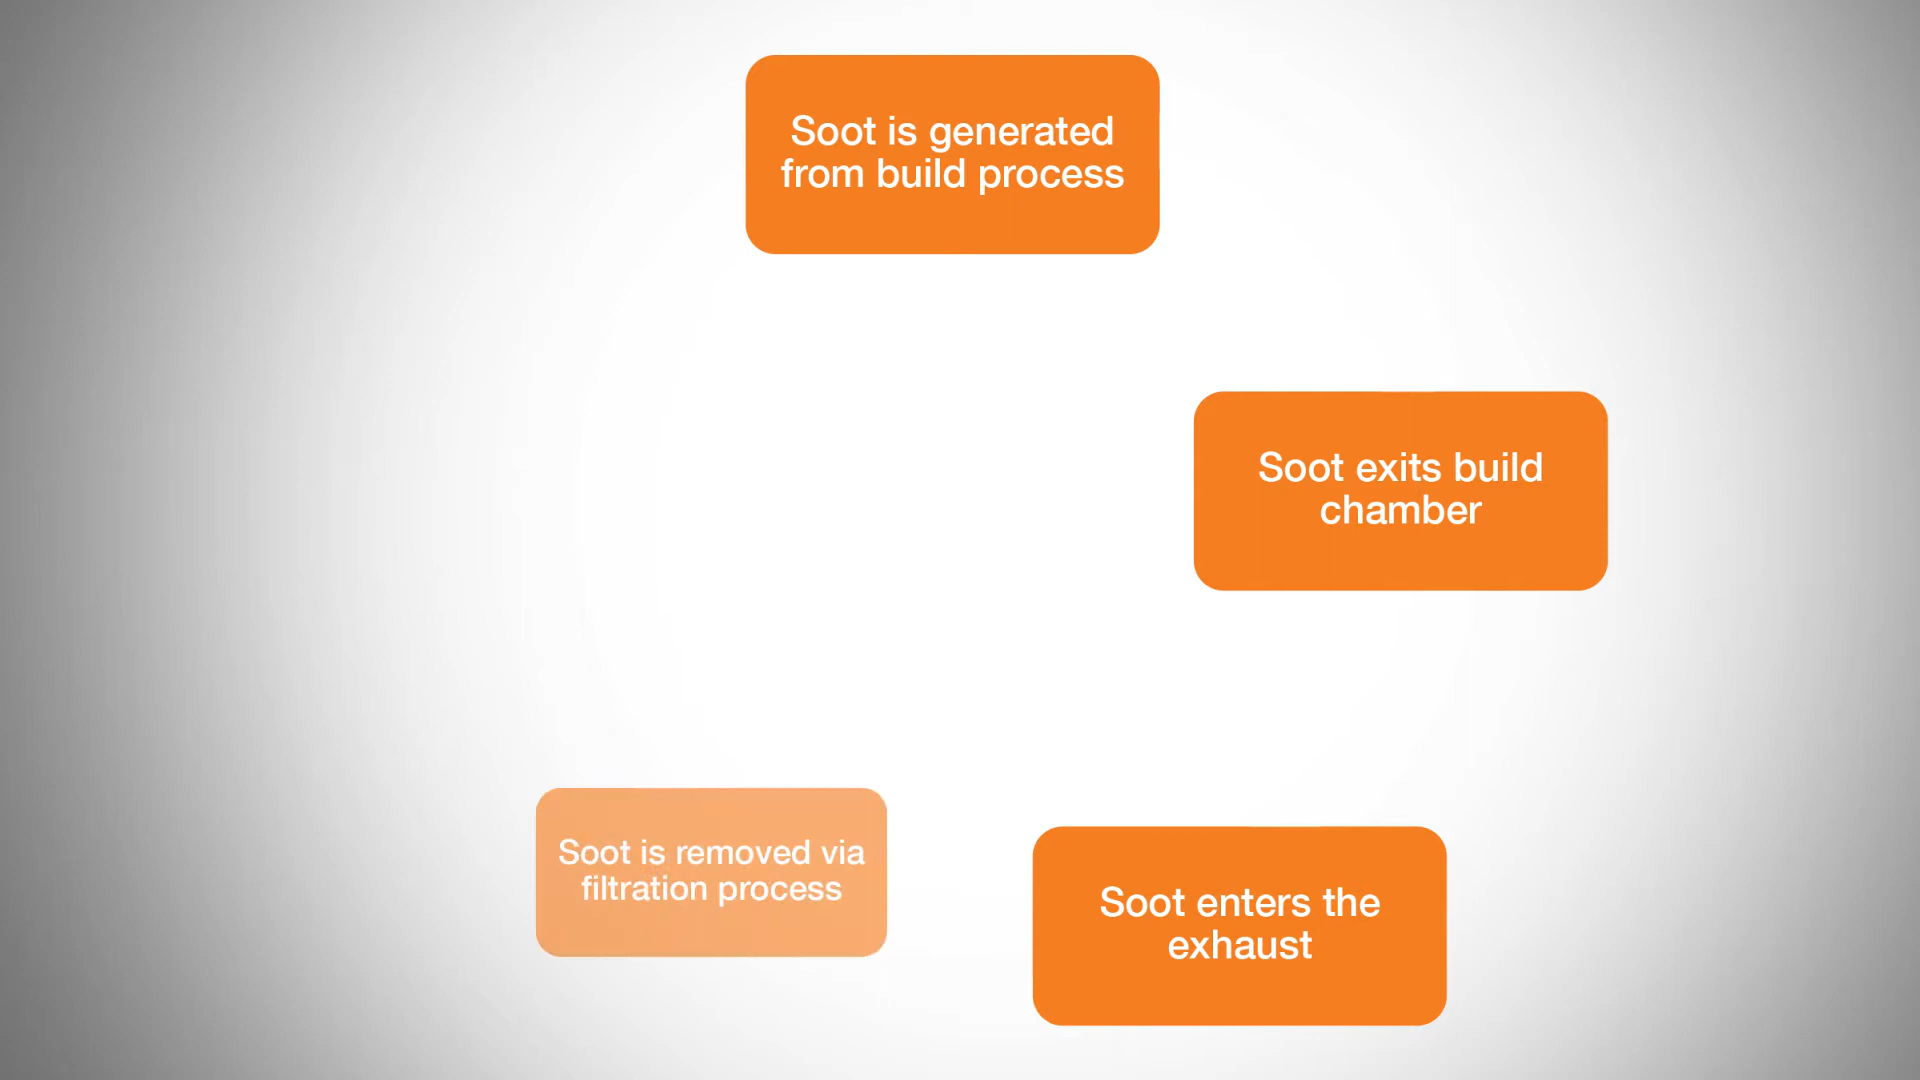 Soot is generated
from build process
Soot exits build
chamber
Soot enters the
exhaust
Soot is removed via
filtration process